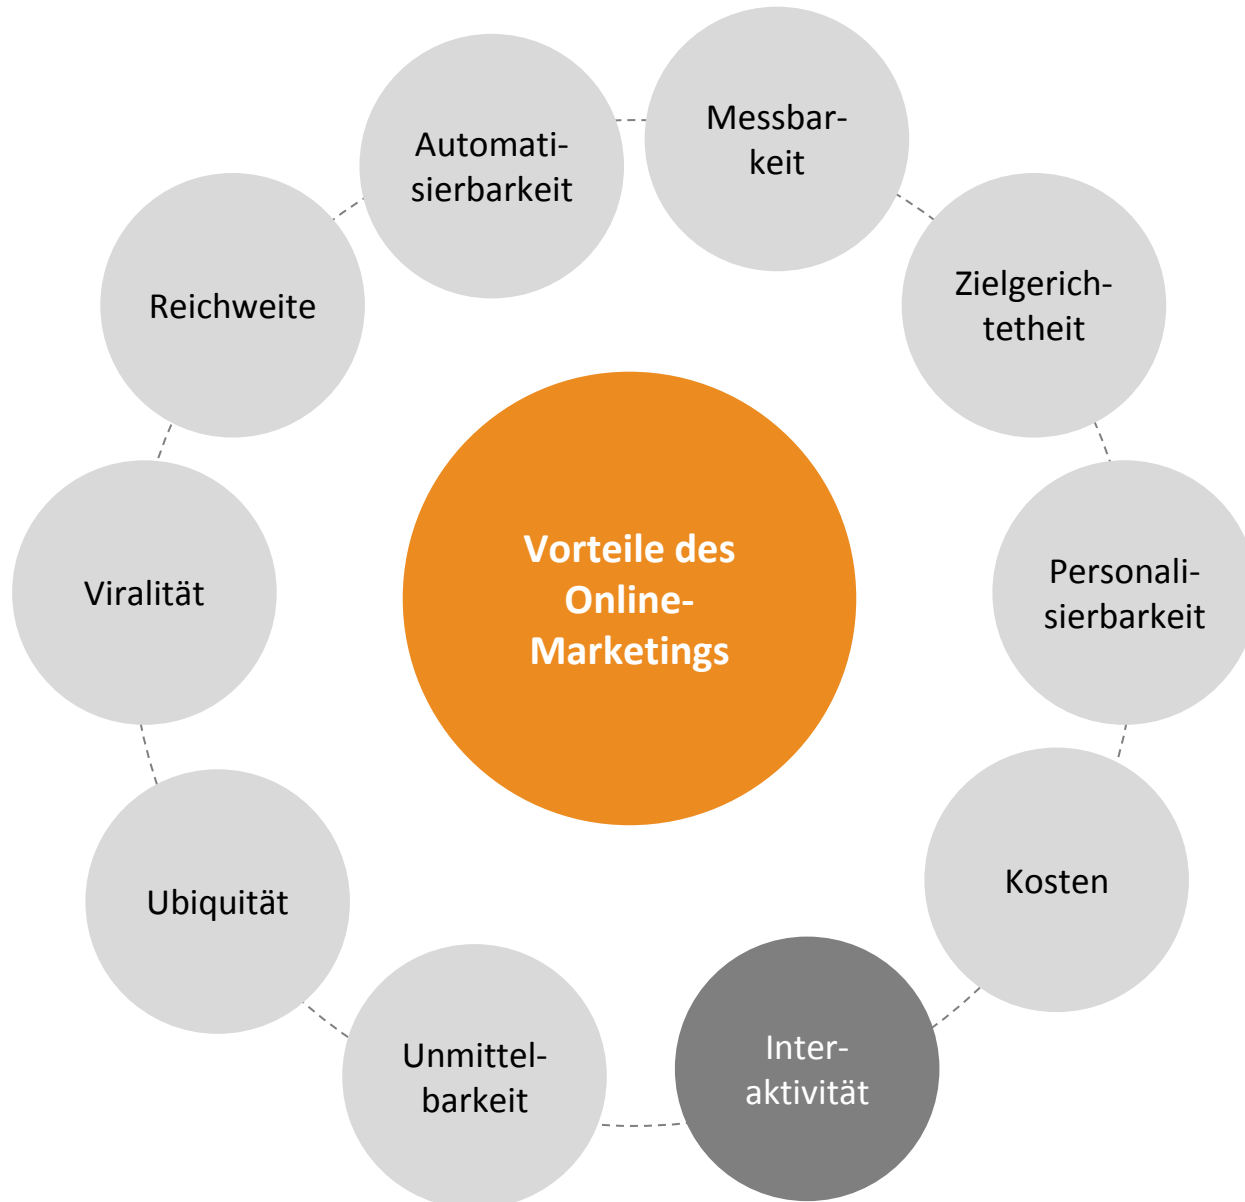 Messbar-
keit
Automati-
sierbarkeit
Zielgerich-
tetheit
Reichweite
Vorteile des
Online-
Marketings
Personali-
sierbarkeit
Viralität
Kosten
Ubiquität
Inter-
aktivität
Unmittel-
barkeit